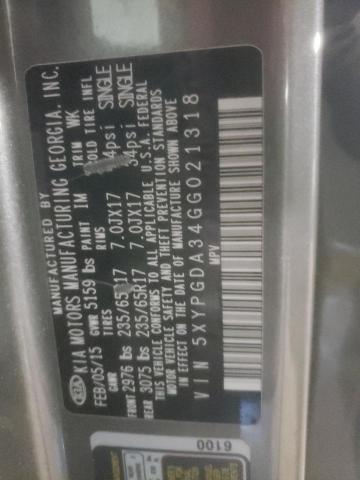 MANUFACTURED BY
KIA KIA MOTORS MANUFACTURING GEORGIA, INC.
FEB/05/15 GVWR 5159 lbs PAINT IM TRIM WK
GAWR TIRES RIMS COLD TIRE INFL
FRONT 2976 lbs 235/65R17 7.0JX17 34psi SINGLE
REAR 3075 lbs 235/65R17 7.0JX17 34psi SINGLE
THIS VEHICLE CONFORMS TO ALL APPLICABLE U.S.A. FEDERAL
MOTOR VEHICLE SAFETY AND THEFT PREVENTION STANDARDS
IN EFFECT ON THE DATE OF MANUFACTURE SHOWN ABOVE
VIN 5XYPGDA34GG021318
MPV
6100